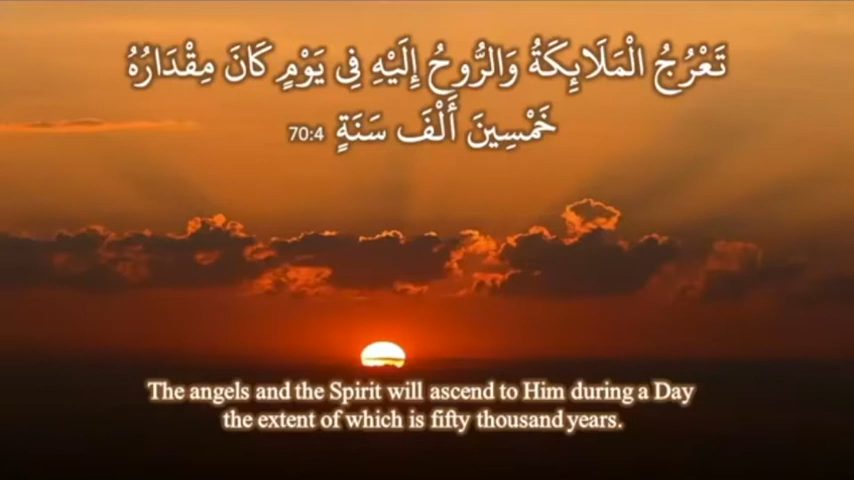 تَعْرُجُ الْمَلَائِكَةُ وَالرُّوحُ إِلَيْهِ فِي يَوْمٍ كَانَ مِقْدَارُهُ
خَمْسِينَ أَلْفَ سَنَةٍ 70:4
The angels and the Spirit will ascend to Him during a Day
the extent of which is fifty thousand years.